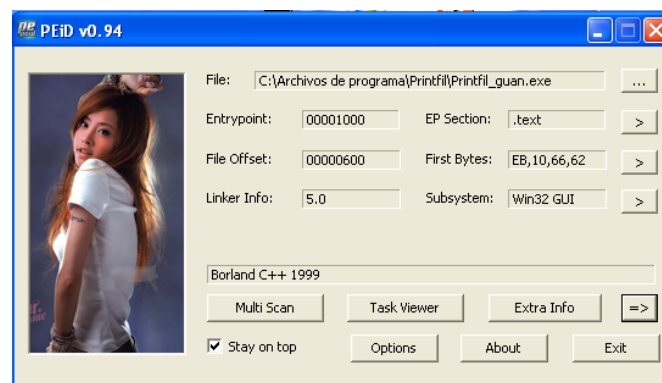 PEiD v0.94
File: C:\Archivos de programa\Printfil\Printfil_guan.exe ...
Entrypoint: 00001000 EP Section: .text >
File Offset: 00000600 First Bytes: EB,10,66,62 >
Linker Info: 5.0 Subsystem: Win32 GUI >
Borland C++ 1999
Multi Scan Task Viewer Extra Info =>
Stay on top Options About Exit